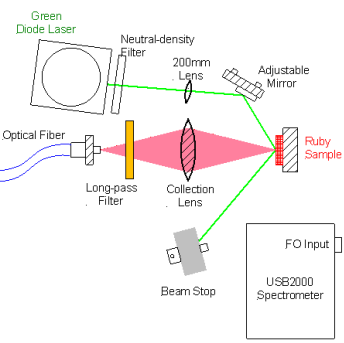 Green
Diode Laser
Neutral-density
Filter
200mm
Lens
Adjustable
Mirror
Optical Fiber
Ruby
Sample
Long-pass
Filter
Collection
Lens
FO Input
USB2000
Spectrometer
Beam Stop